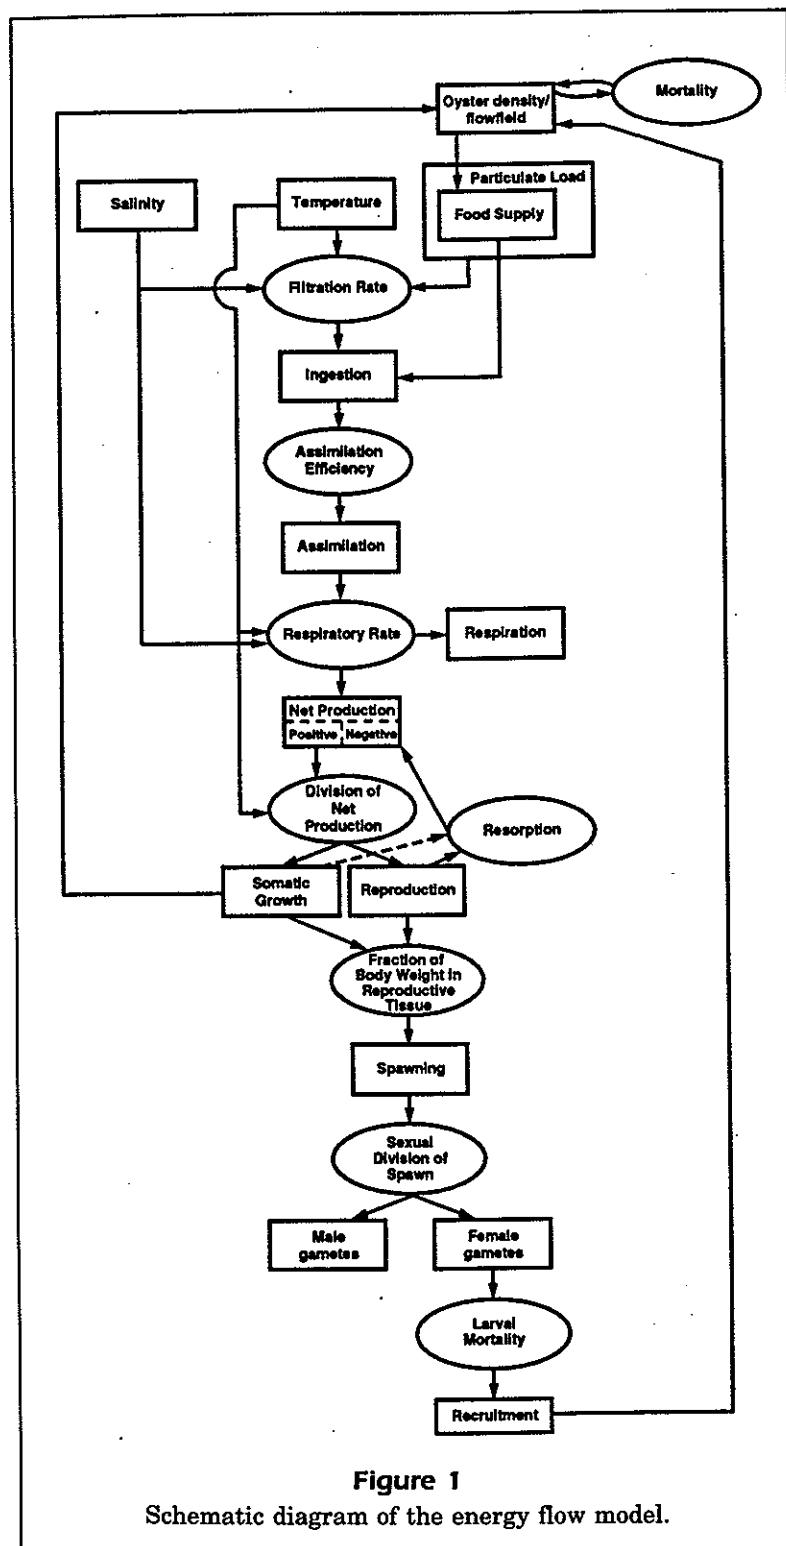 Oyster density/
flowfield
Mortality
Particulate Load
Food Supply
Salinity
Temperature
Filtration Rate
Ingestion
Assimilation
Efficiency
Assimilation
Respiratory Rate
Respiration
Net Production
Positive
Negative
Division of
Net
Production
Resorption
Somatic
Growth
Reproduction
Fraction of
Body Weight in
Reproductive
Tissue
Spawning
Sexual
Division of
Spawn
Male
gametes
Female
gametes
Larval
Mortality
Recruitment
Figure 1
Schematic diagram of the energy flow model.